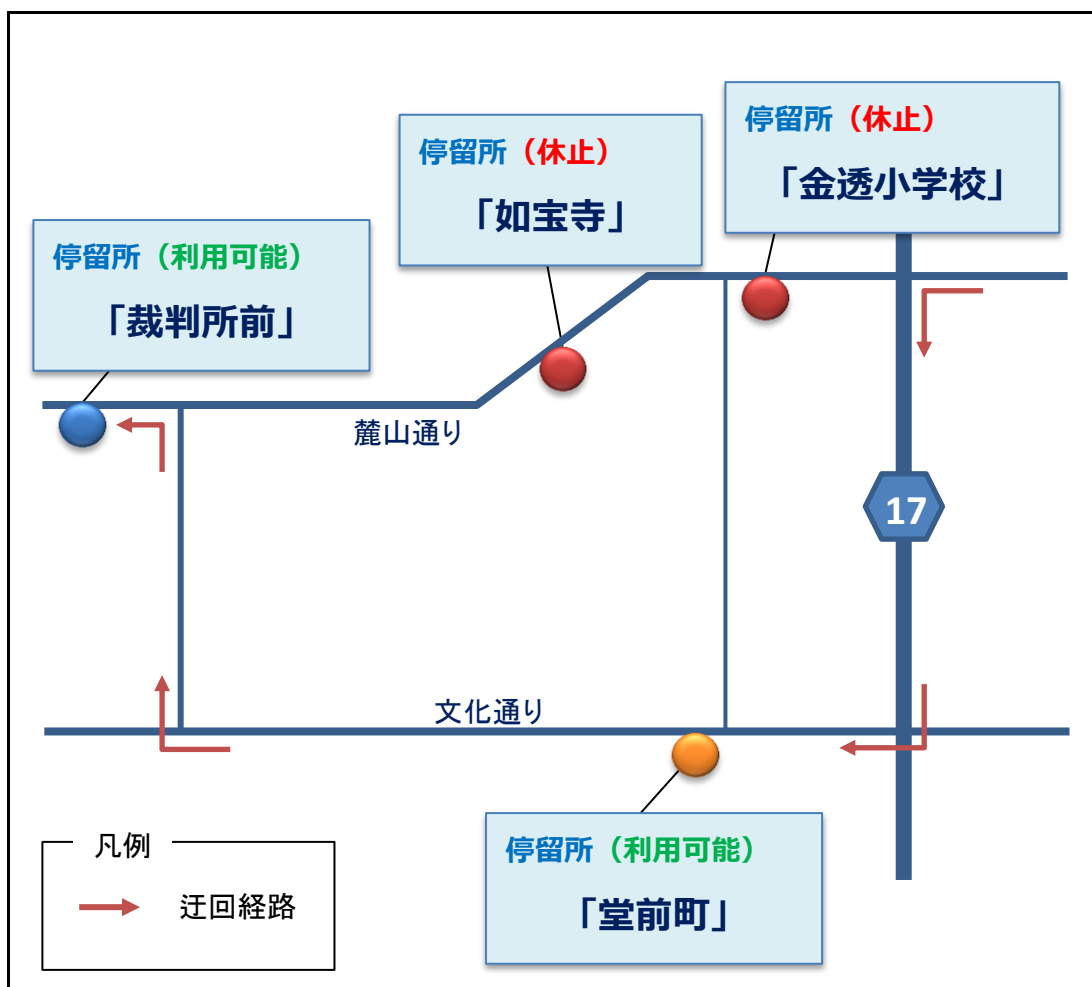 停留所（休止）
「金透小学校」
停留所（休止）
「如宝寺」
停留所（利用可能）
「裁判所前」
麓山通り
17
文化通り
停留所（利用可能）
「堂前町」
凡例
迂回経路